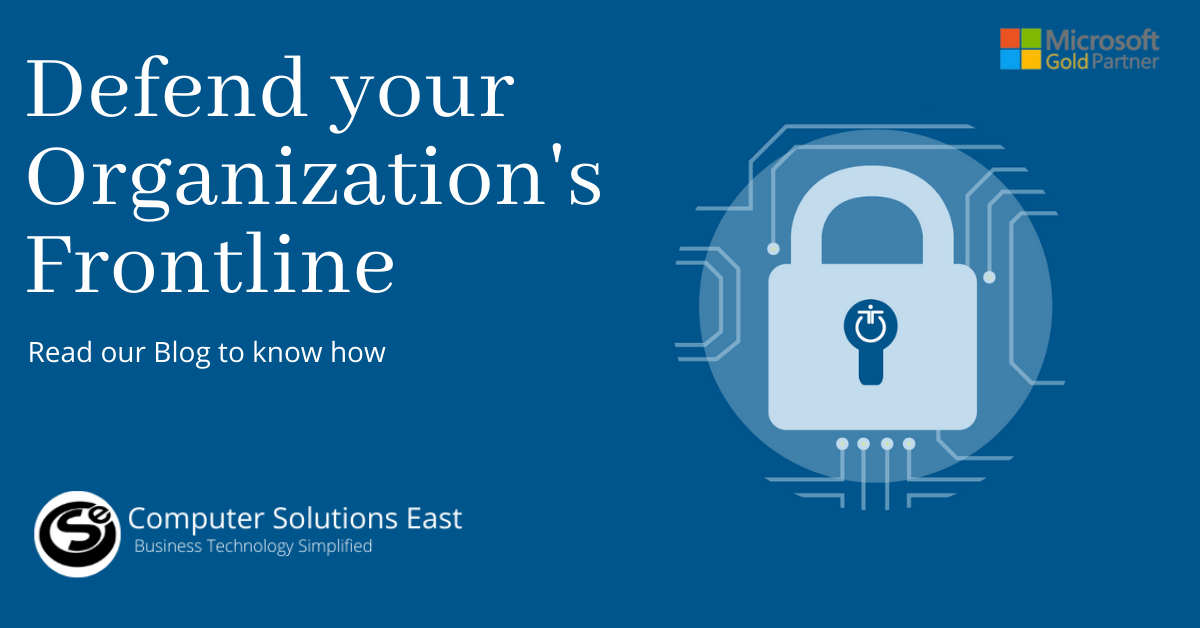 Microsoft
Gold Partner
Defend your
Organization's
Frontline
Read our Blog to know how
CSe
Computer Solutions East
Business Technology Simplified